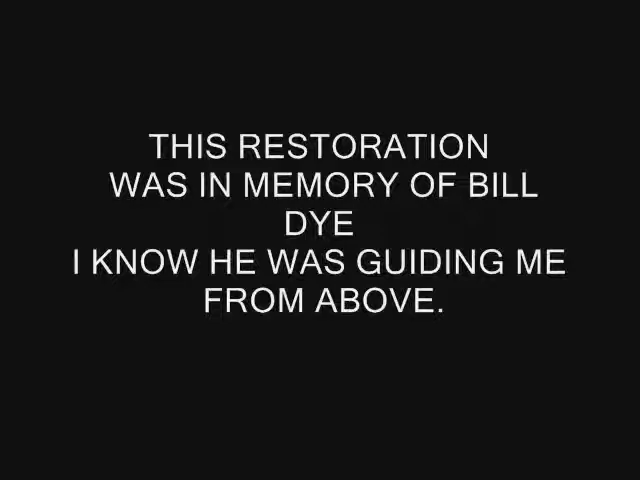 THIS RESTORATION
WAS IN MEMORY OF BILL
DYE
I KNOW HE WAS GUIDING ME
FROM ABOVE.